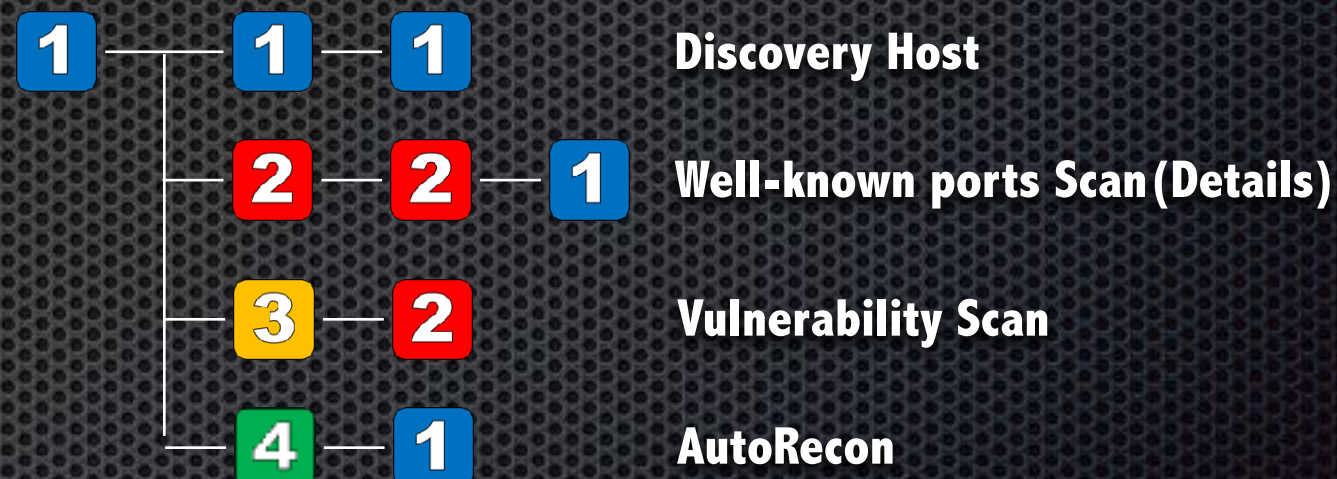 1 1 1 Discovery Host
2 2 1 Well-known ports Scan(Details)
3 2 Vulnerability Scan
4 1 AutoRecon